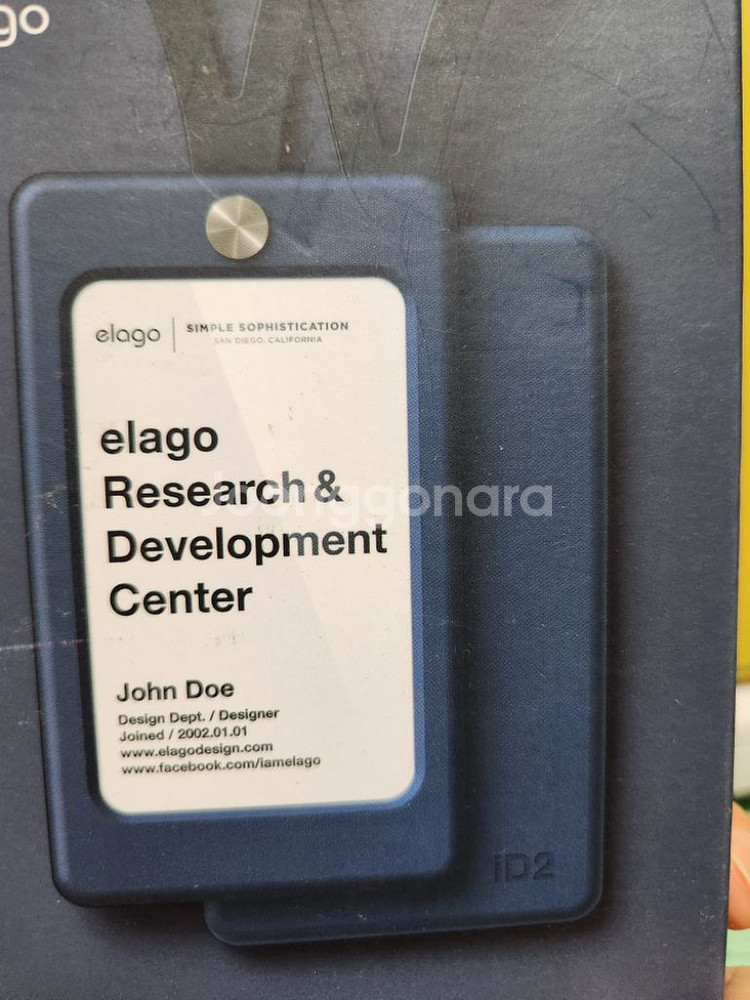 go
W
elago | SIMPLE SOPHISTICATION
SAN DIEGO, CALIFORNIA
elago
Research &
Development
Center
Joonggonara
John Doe
Design Dept. / Designer
Joined / 2002.01.01
www.elagodesign.com
www.facebook.com/iamelago
iD2